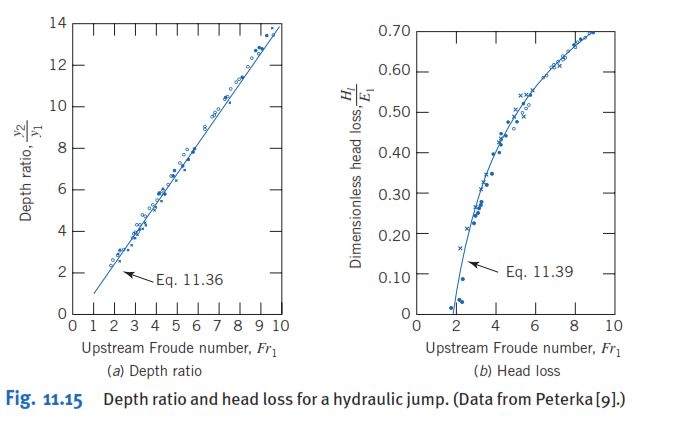 14
12
10
8
6
4
2
0
Depth ratio, y2/y1
Eq. 11.36
0 1 2 3 4 5 6 7 8 9 10
Upstream Froude number, Fr1
(a) Depth ratio
0.70
0.60
0.50
0.40
0.30
0.20
0.10
0
Dimensionless head loss, Hl/E1
Eq. 11.39
0 2 4 6 8 10
Upstream Froude number, Fr1
(b) Head loss
Fig. 11.15 Depth ratio and head loss for a hydraulic jump. (Data from Peterka [9].)